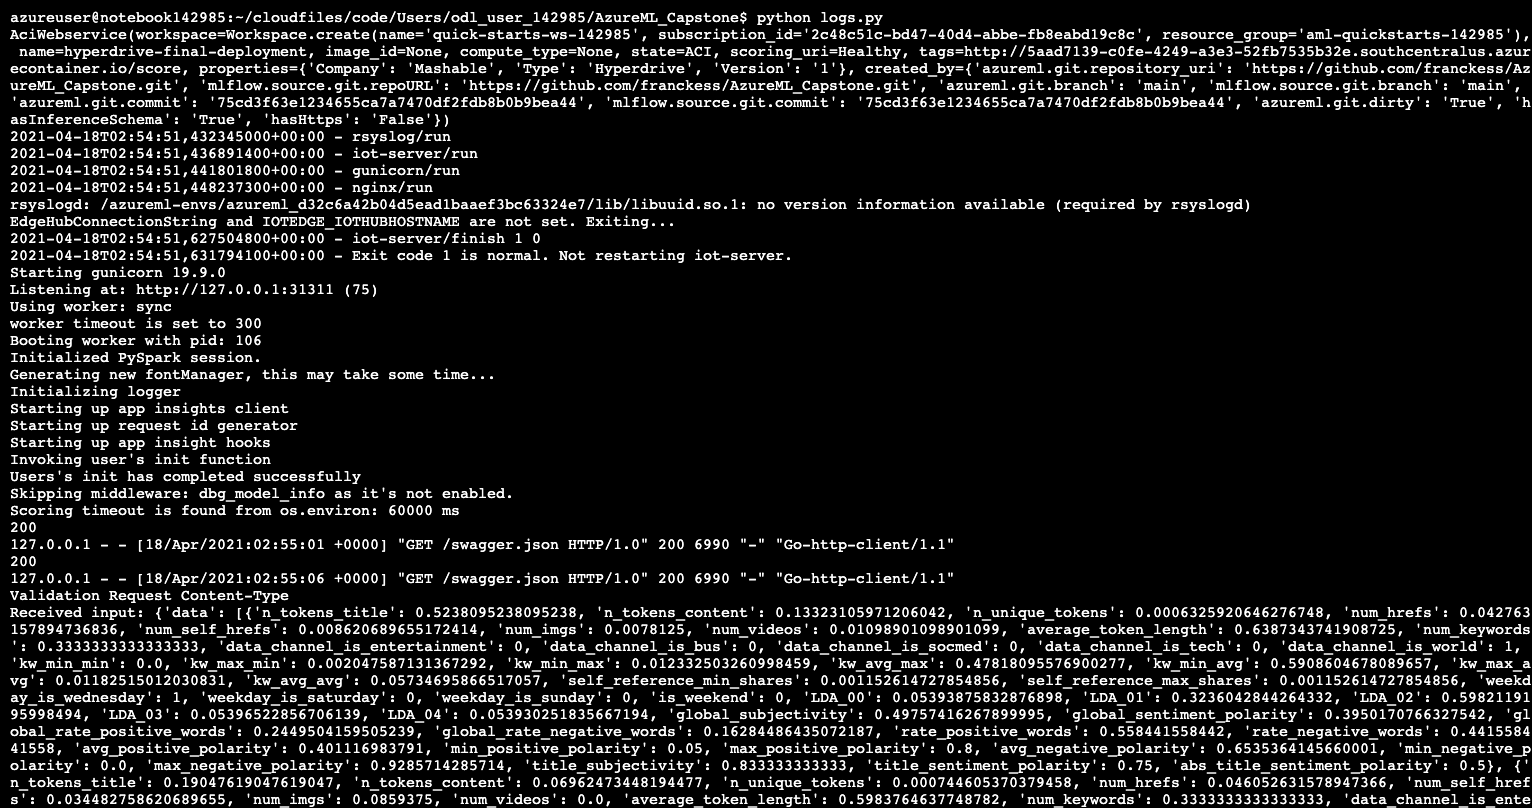 azureuser@notebook142985:~/cloudfiles/code/Users/odl_user_142985/AzureML_Capstone$ python logs.py
AciWebservice(workspace=Workspace.create(name='quick-starts-ws-142985', subscription_id='2c48c51c-bd47-40d4-abbe-fb8eabd19c8c', resource_group='aml-quickstarts-142985'),
 name=hyperdrive-final-deployment, image_id=None, compute_type=None, state=ACI, scoring_uri=Healthy, tags=http://5aad7139-c0fe-4249-a3e3-52fb7535b32e.southcentralus.azur
econtainer.io/score, properties={'Company': 'Mashable', 'Type': 'Hyperdrive', 'Version': '1'}, created_by={'azureml.git.repository_uri': 'https://github.com/franckess/Az
ureML_Capstone.git', 'mlflow.source.git.repoURL': 'https://github.com/franckess/AzureML_Capstone.git', 'azureml.git.branch': 'main', 'mlflow.source.git.branch': 'main',
 'azureml.git.commit': '75cd3f63e1234655ca7a7470df2fdb8b0b9bea44', 'mlflow.source.git.commit': '75cd3f63e1234655ca7a7470df2fdb8b0b9bea44', 'azureml.git.dirty': 'True', 'h
asInferenceSchema': 'True', 'hasHttps': 'False'})
2021-04-18T02:54:51,432345000+00:00 - rsyslog/run
2021-04-18T02:54:51,436891400+00:00 - iot-server/run
2021-04-18T02:54:51,441801800+00:00 - gunicorn/run
2021-04-18T02:54:51,448237300+00:00 - nginx/run
rsyslogd: /azureml-envs/azureml_d32c6a42b04d5ead1baaef3bc63324e7/lib/libuuid.so.1: no version information available (required by rsyslogd)
EdgeHubConnectionString and IOTEDGE_IOTHUBHOSTNAME are not set. Exiting...
2021-04-18T02:54:51,627504800+00:00 - iot-server/finish 1 0
2021-04-18T02:54:51,631794100+00:00 - Exit code 1 is normal. Not restarting iot-server.
Starting gunicorn 19.9.0
Listening at: http://127.0.0.1:31311 (75)
Using worker: sync
worker timeout is set to 300
Booting worker with pid: 106
Initialized PySpark session.
Generating new fontManager, this may take some time...
Initializing logger
Starting up app insights client
Starting up request id generator
Starting up app insight hooks
Invoking user's init function
Users's init has completed successfully
Skipping middleware: dbg_model_info as it's not enabled.
Scoring timeout is found from os.environ: 60000 ms
200
127.0.0.1 - - [18/Apr/2021:02:55:01 +0000] "GET /swagger.json HTTP/1.0" 200 6990 "-" "Go-http-client/1.1"
200
127.0.0.1 - - [18/Apr/2021:02:55:06 +0000] "GET /swagger.json HTTP/1.0" 200 6990 "-" "Go-http-client/1.1"
Validation Request Content-Type
Received input: {'data': [{'n_tokens_title': 0.5238095238095238, 'n_tokens_content': 0.13323105971206042, 'n_unique_tokens': 0.0006325920646276748, 'num_hrefs': 0.042763
157894736836, 'num_self_hrefs': 0.008620689655172414, 'num_imgs': 0.0078125, 'num_videos': 0.01098901098901099, 'average_token_length': 0.6387343741908725, 'num_keywords
': 0.3333333333333333, 'data_channel_is_entertainment': 0, 'data_channel_is_bus': 0, 'data_channel_is_socmed': 0, 'data_channel_is_tech': 0, 'data_channel_is_world': 1,
'kw_min_min': 0.0, 'kw_max_min': 0.002047587131367292, 'kw_min_max': 0.012332503260998459, 'kw_avg_max': 0.47818095576900277, 'kw_min_avg': 0.5908604678089657, 'kw_max_a
vg': 0.01182515012030831, 'kw_avg_avg': 0.05734695866517057, 'self_reference_min_shares': 0.001152614727854856, 'self_reference_max_shares': 0.001152614727854856, 'weekd
ay_is_wednesday': 1, 'weekday_is_saturday': 0, 'weekday_is_sunday': 0, 'is_weekend': 0, 'LDA_00': 0.05393875832876898, 'LDA_01': 0.3236042844264332, 'LDA_02': 0.59821191
95998494, 'LDA_03': 0.05396522856706139, 'LDA_04': 0.053930251835667194, 'global_subjectivity': 0.49757416267899995, 'global_sentiment_polarity': 0.3950170766327542, 'gl
obal_rate_positive_words': 0.2449504159505239, 'global_rate_negative_words': 0.16284486435072187, 'rate_positive_words': 0.558441558442, 'rate_negative_words': 0.4415584
41558, 'avg_positive_polarity': 0.401116983791, 'min_positive_polarity': 0.05, 'max_positive_polarity': 0.8, 'avg_negative_polarity': 0.6535364145660001, 'min_negative_p
olarity': 0.0, 'max_negative_polarity': 0.9285714285714, 'title_subjectivity': 0.833333333333, 'title_sentiment_polarity': 0.75, 'abs_title_sentiment_polarity': 0.5}, {'
n_tokens_title': 0.19047619047619047, 'n_tokens_content': 0.06962473448194477, 'n_unique_tokens': 0.000744605370379458, 'num_hrefs': 0.046052631578947366, 'num_self_href
s': 0.034482758620689655, 'num_imgs': 0.0859375, 'num_videos': 0.0, 'average_token_length': 0.5983764637748782, 'num_keywords': 0.3333333333333333, 'data_channel_is_ente